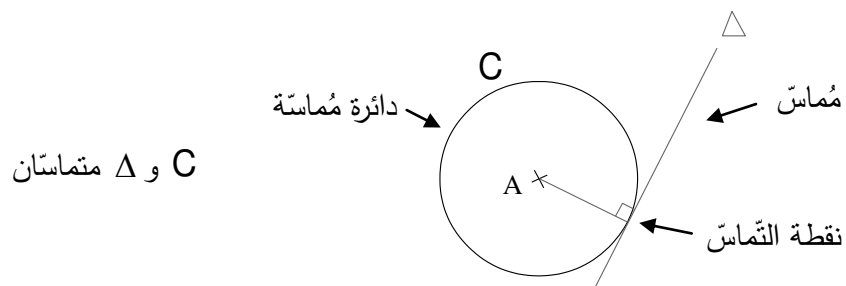 Δ
C
مُماسّ
دائرة مُماسّة
C و Δ متماسّان
A
نقطة التّماسّ